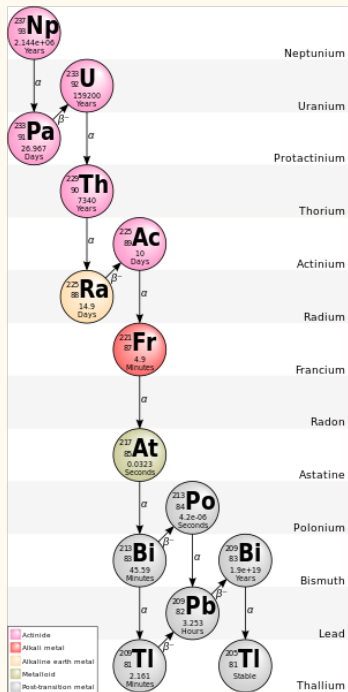 237
93 Np
2.144e+06
Years
Neptunium
α
233
92 U
159200
Years
Uranium
β⁻
233
91 Pa
26.967
Days
Protactinium
α
229
90 Th
7340
Years
Thorium
α
225
89 Ac
10
Days
Actinium
β⁻
225
88 Ra
14.9
Days
Radium
α
221
87 Fr
4.9
Minutes
Francium
α
Radon
217
85 At
0.0323
Seconds
Astatine
α
213
84 Po
4.2e-06
Seconds
Polonium
β⁻
α
213
83 Bi
45.59
Minutes
209
83 Bi
1.9e+19
Years
Bismuth
β⁻
α
α
209
82 Pb
3.253
Hours
Lead
β⁻
209
81 Tl
2.161
Minutes
205
81 Tl
Stable
Thallium
Actinide
Alkali metal
Alkaline earth metal
Metalloid
Post-transition metal